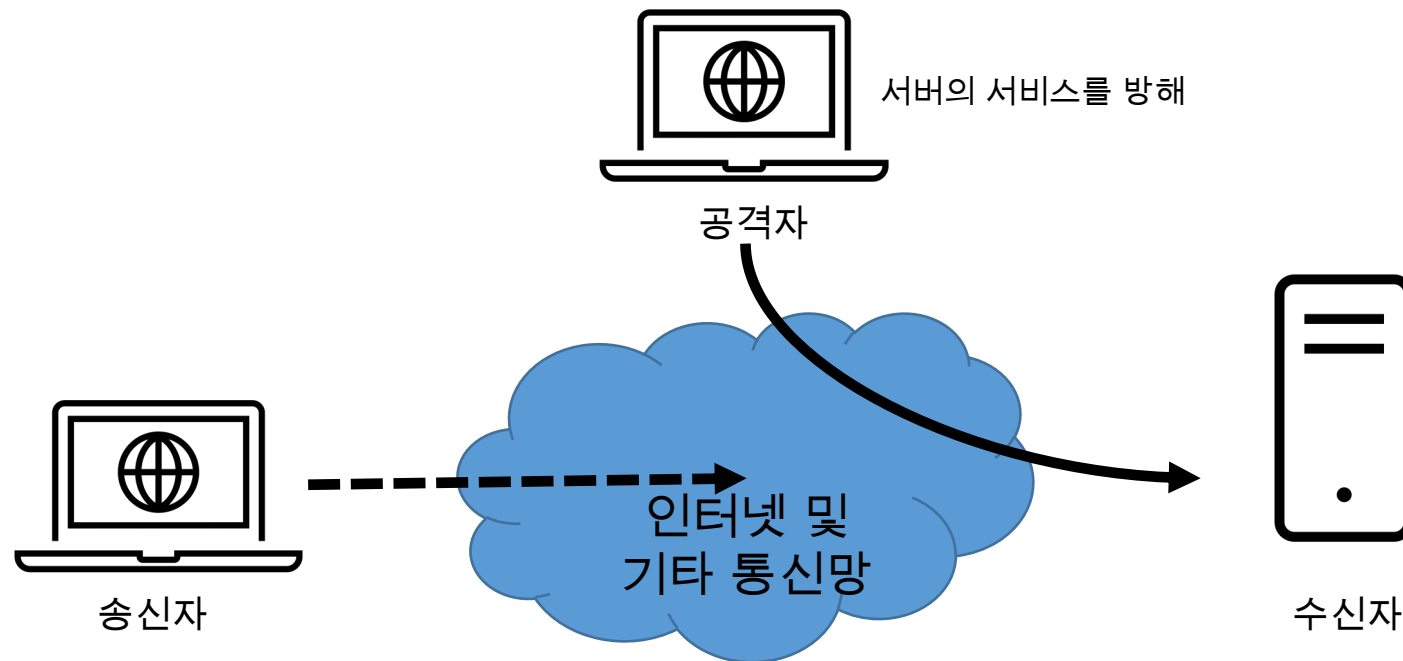 서버의 서비스를 방해
공격자
인터넷 및
기타 통신망
송신자
수신자